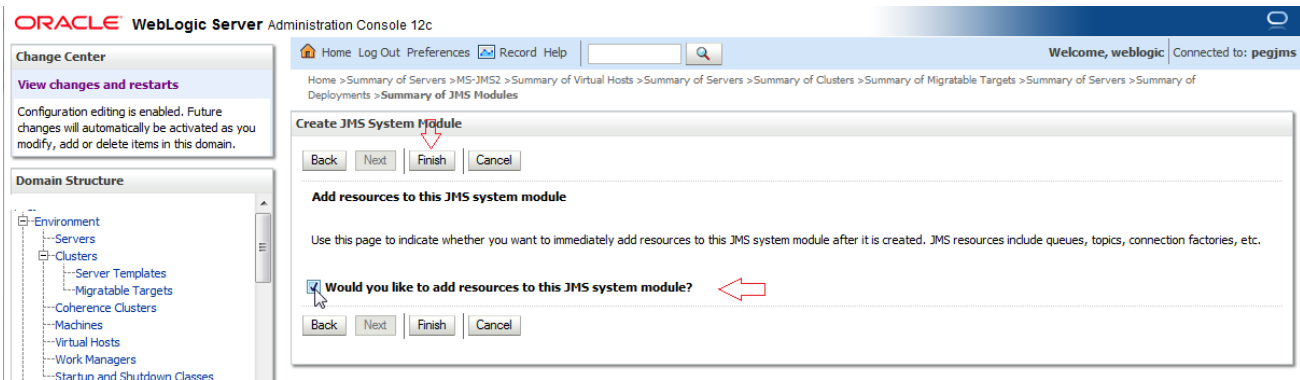 ORACLE WebLogic Server Administration Console 12c
Change Center
View changes and restarts
Configuration editing is enabled. Future
changes will automatically be activated as you
modify, add or delete items in this domain.
Domain Structure
Environment
Servers
Clusters
Server Templates
Migratable Targets
Coherence Clusters
Machines
Virtual Hosts
Work Managers
Startup and Shutdown Classes
Home Log Out Preferences Record Help
Welcome, weblogic Connected to: pegjms
Home >Summary of Servers >MS-JMS2 >Summary of Virtual Hosts >Summary of Servers >Summary of Clusters >Summary of Migratable Targets >Summary of Servers >Summary of
Deployments >Summary of JMS Modules
Create JMS System Module
Back Next Finish Cancel
Add resources to this JMS system module
Use this page to indicate whether you want to immediately add resources to this JMS system module after it is created. JMS resources include queues, topics, connection factories, etc.
Would you like to add resources to this JMS system module?
Back Next Finish Cancel